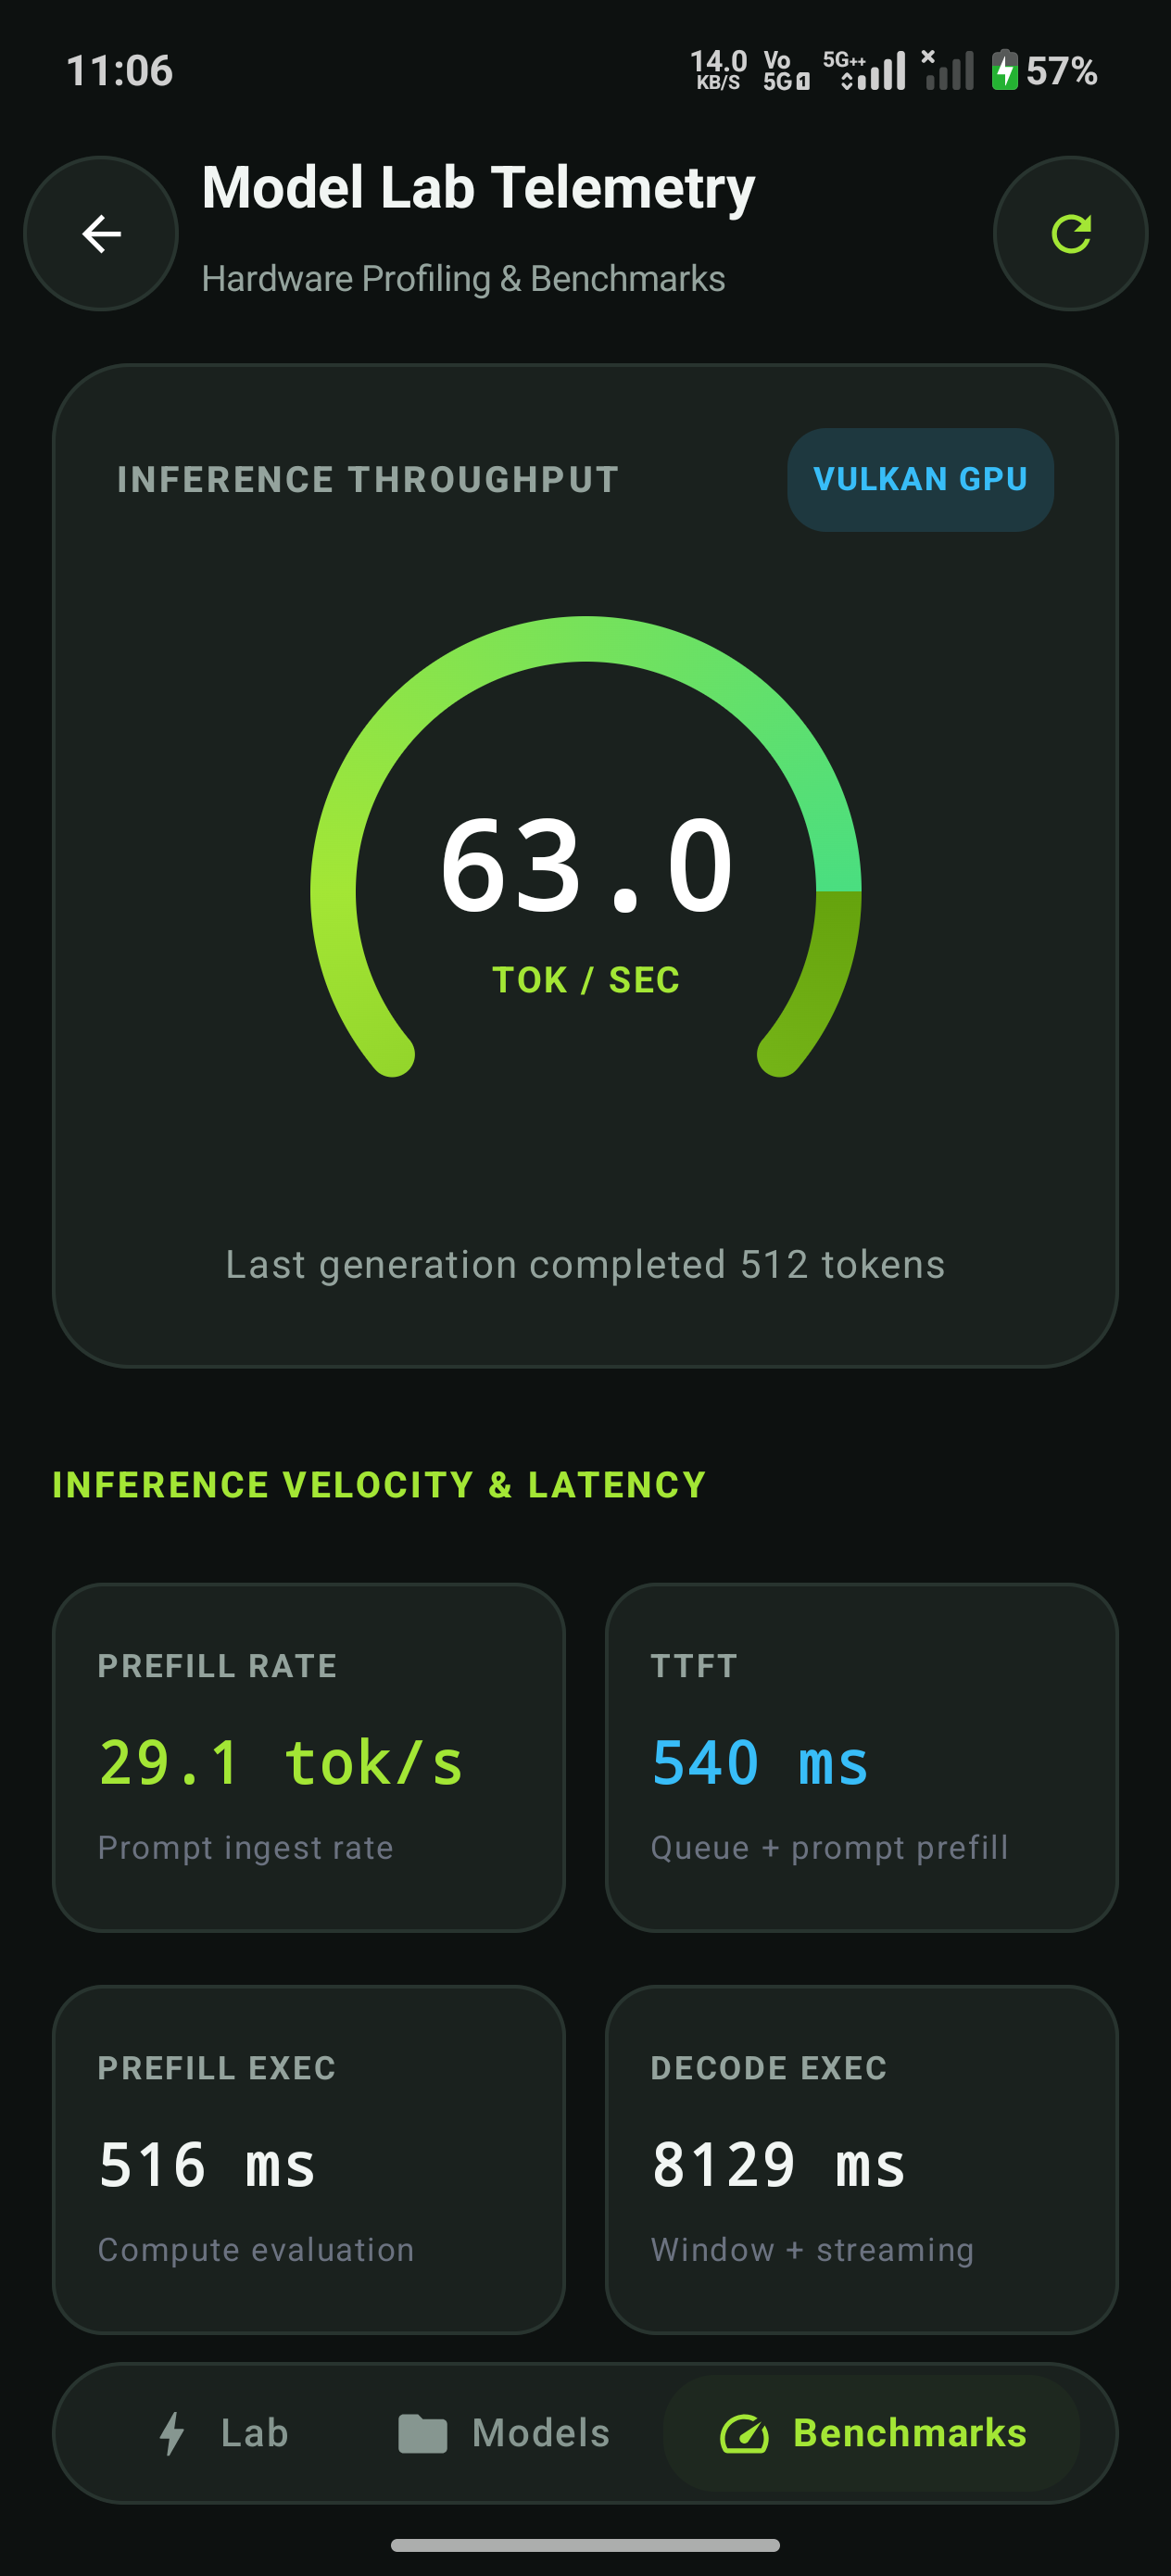 11:06
14.0 KB/S Vo 5G 1 5G++ 57%
Model Lab Telemetry
Hardware Profiling & Benchmarks
INFERENCE THROUGHPUT
VULKAN GPU
63.0
TOK / SEC
Last generation completed 512 tokens
INFERENCE VELOCITY & LATENCY
PREFILL RATE
29.1 tok/s
Prompt ingest rate
TTFT
540 ms
Queue + prompt prefill
PREFILL EXEC
516 ms
Compute evaluation
DECODE EXEC
8129 ms
Window + streaming
Lab
Models
Benchmarks